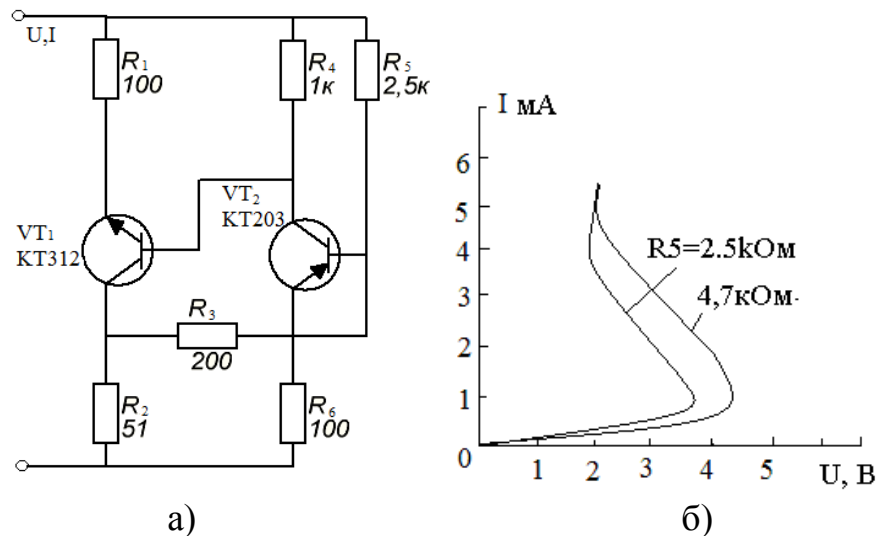 U,I
R1
100
R4
1к
R5
2,5к
VT1
КТ312
VT2
КТ203
R3
200
R2
51
R6
100
а)
I мА
6
5
4
3
2
1
0
1
2
3
4
5
U, В
R5=2.5kОм
4,7кОм
б)